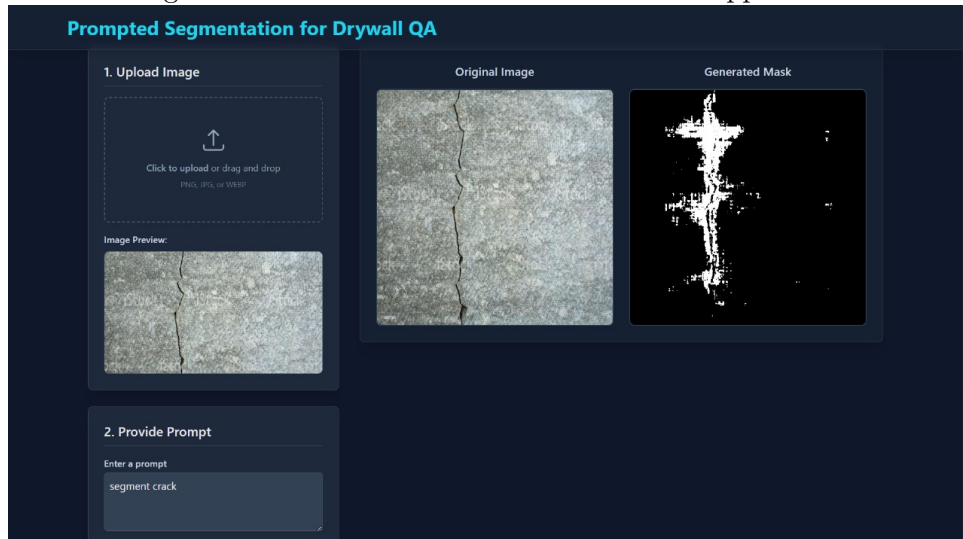 Prompted Segmentation for Drywall QA
1. Upload Image
Click to upload or drag and drop
PNG, JPG, or WEBP
Image Preview:
2. Provide Prompt
Enter a prompt
segment crack
Original Image
Generated Mask